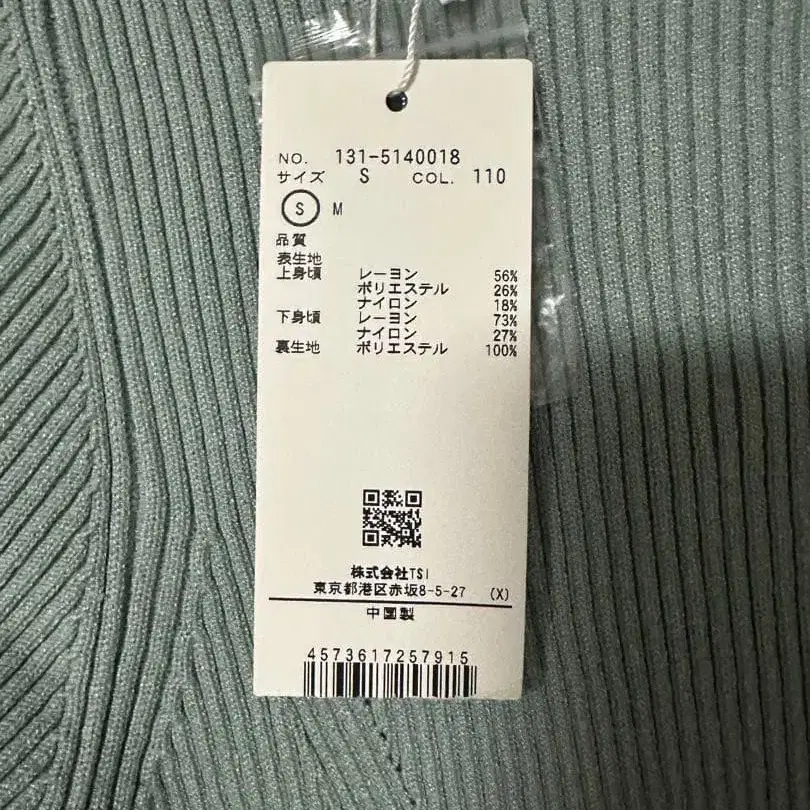 NO. 131-5140018
サイズ S COL. 110
S M
品質
表生地
上身頃 レーヨン 56%
ポリエステル 26%
ナイロン 18%
下身頃 レーヨン 73%
ナイロン 27%
裏生地 ポリエステル 100%
株式会社TSI
東京都港区赤坂8-5-27 (X)
中国製
4573617257915